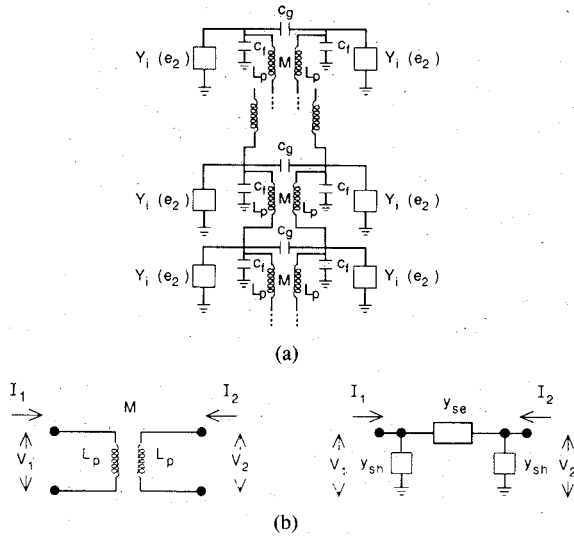 c_g
Y_i (e_2) c_f L_p M c_f L_p Y_i (e_2)
c_g
Y_i (e_2) c_f L_p M c_f L_p Y_i (e_2)
c_g
Y_i (e_2) c_f L_p M c_f L_p Y_i (e_2)
(a)
I_1 M I_2 I_1 y_se I_2
V_1 L_p L_p V_2 V_1 y_sh y_sh V_2
(b)